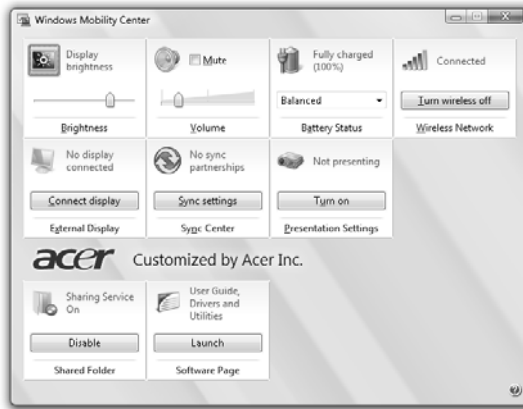 Windows Mobility Center
Display
brightness
Brightness
Mute
Volume
Fully charged
(100%)
Balanced
Battery Status
Connected
Turn wireless off
Wireless Network
No display
connected
Connect display
External Display
No sync
partnerships
Sync settings
Sync Center
Not presenting
Turn on
Presentation Settings
acer Customized by Acer Inc.
Sharing Service
On
Disable
Shared Folder
User Guide,
Drivers and
Utilities
Launch
Software Page